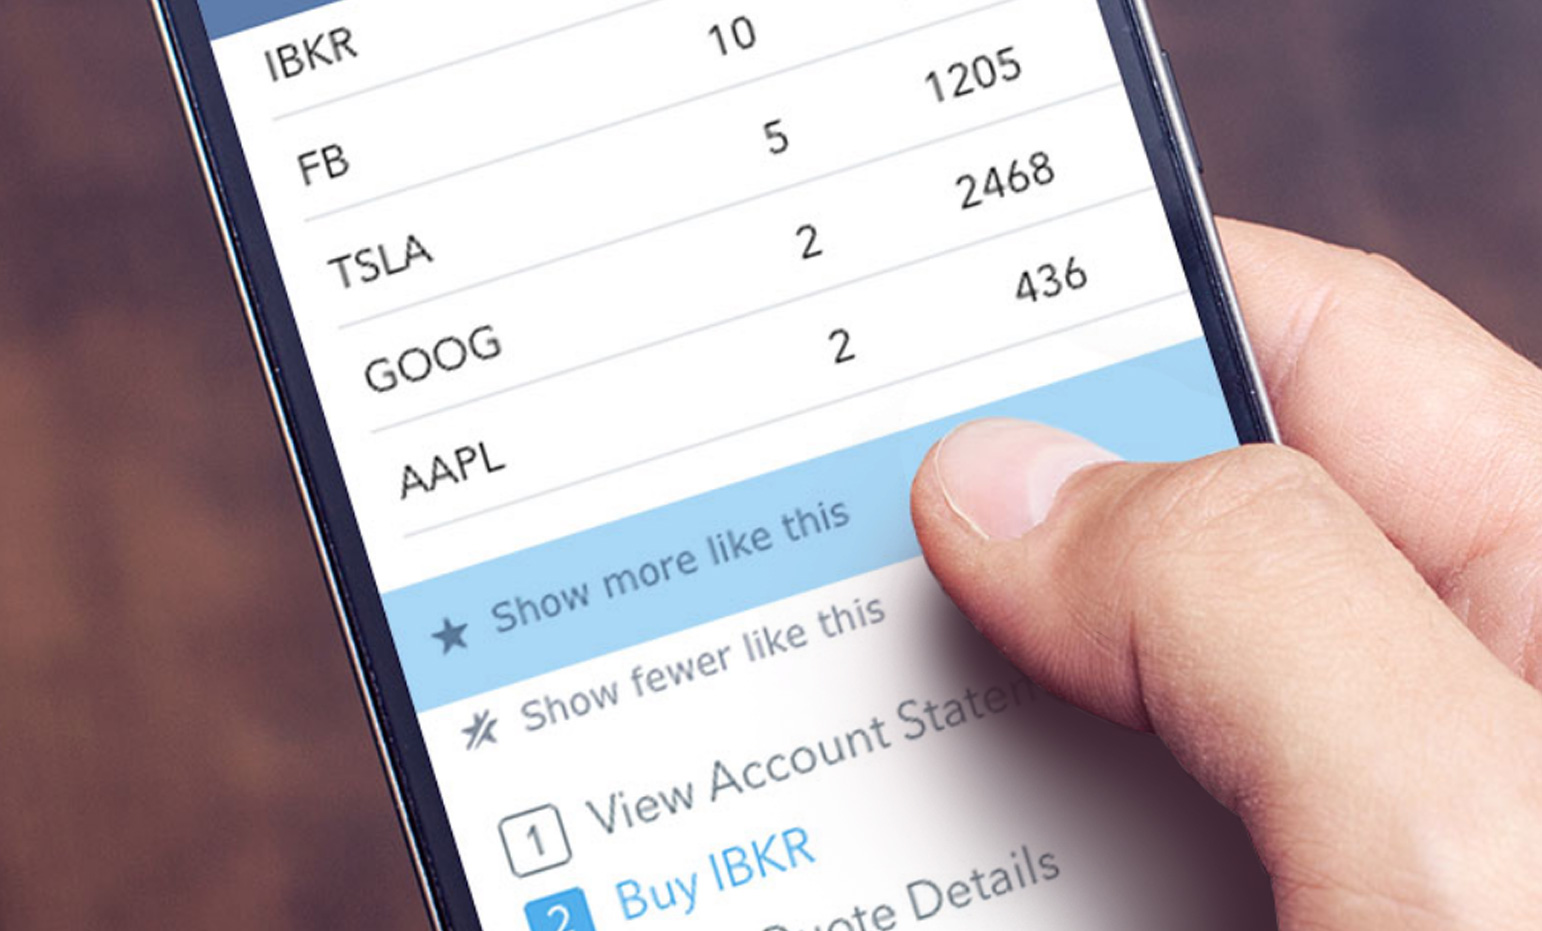 IBKR
FB 10
TSLA 5 1205
GOOG 2 2468
AAPL 2 436
Show more like this
Show fewer like this
1 View Account Statem
2 Buy IBKR
Quote Details